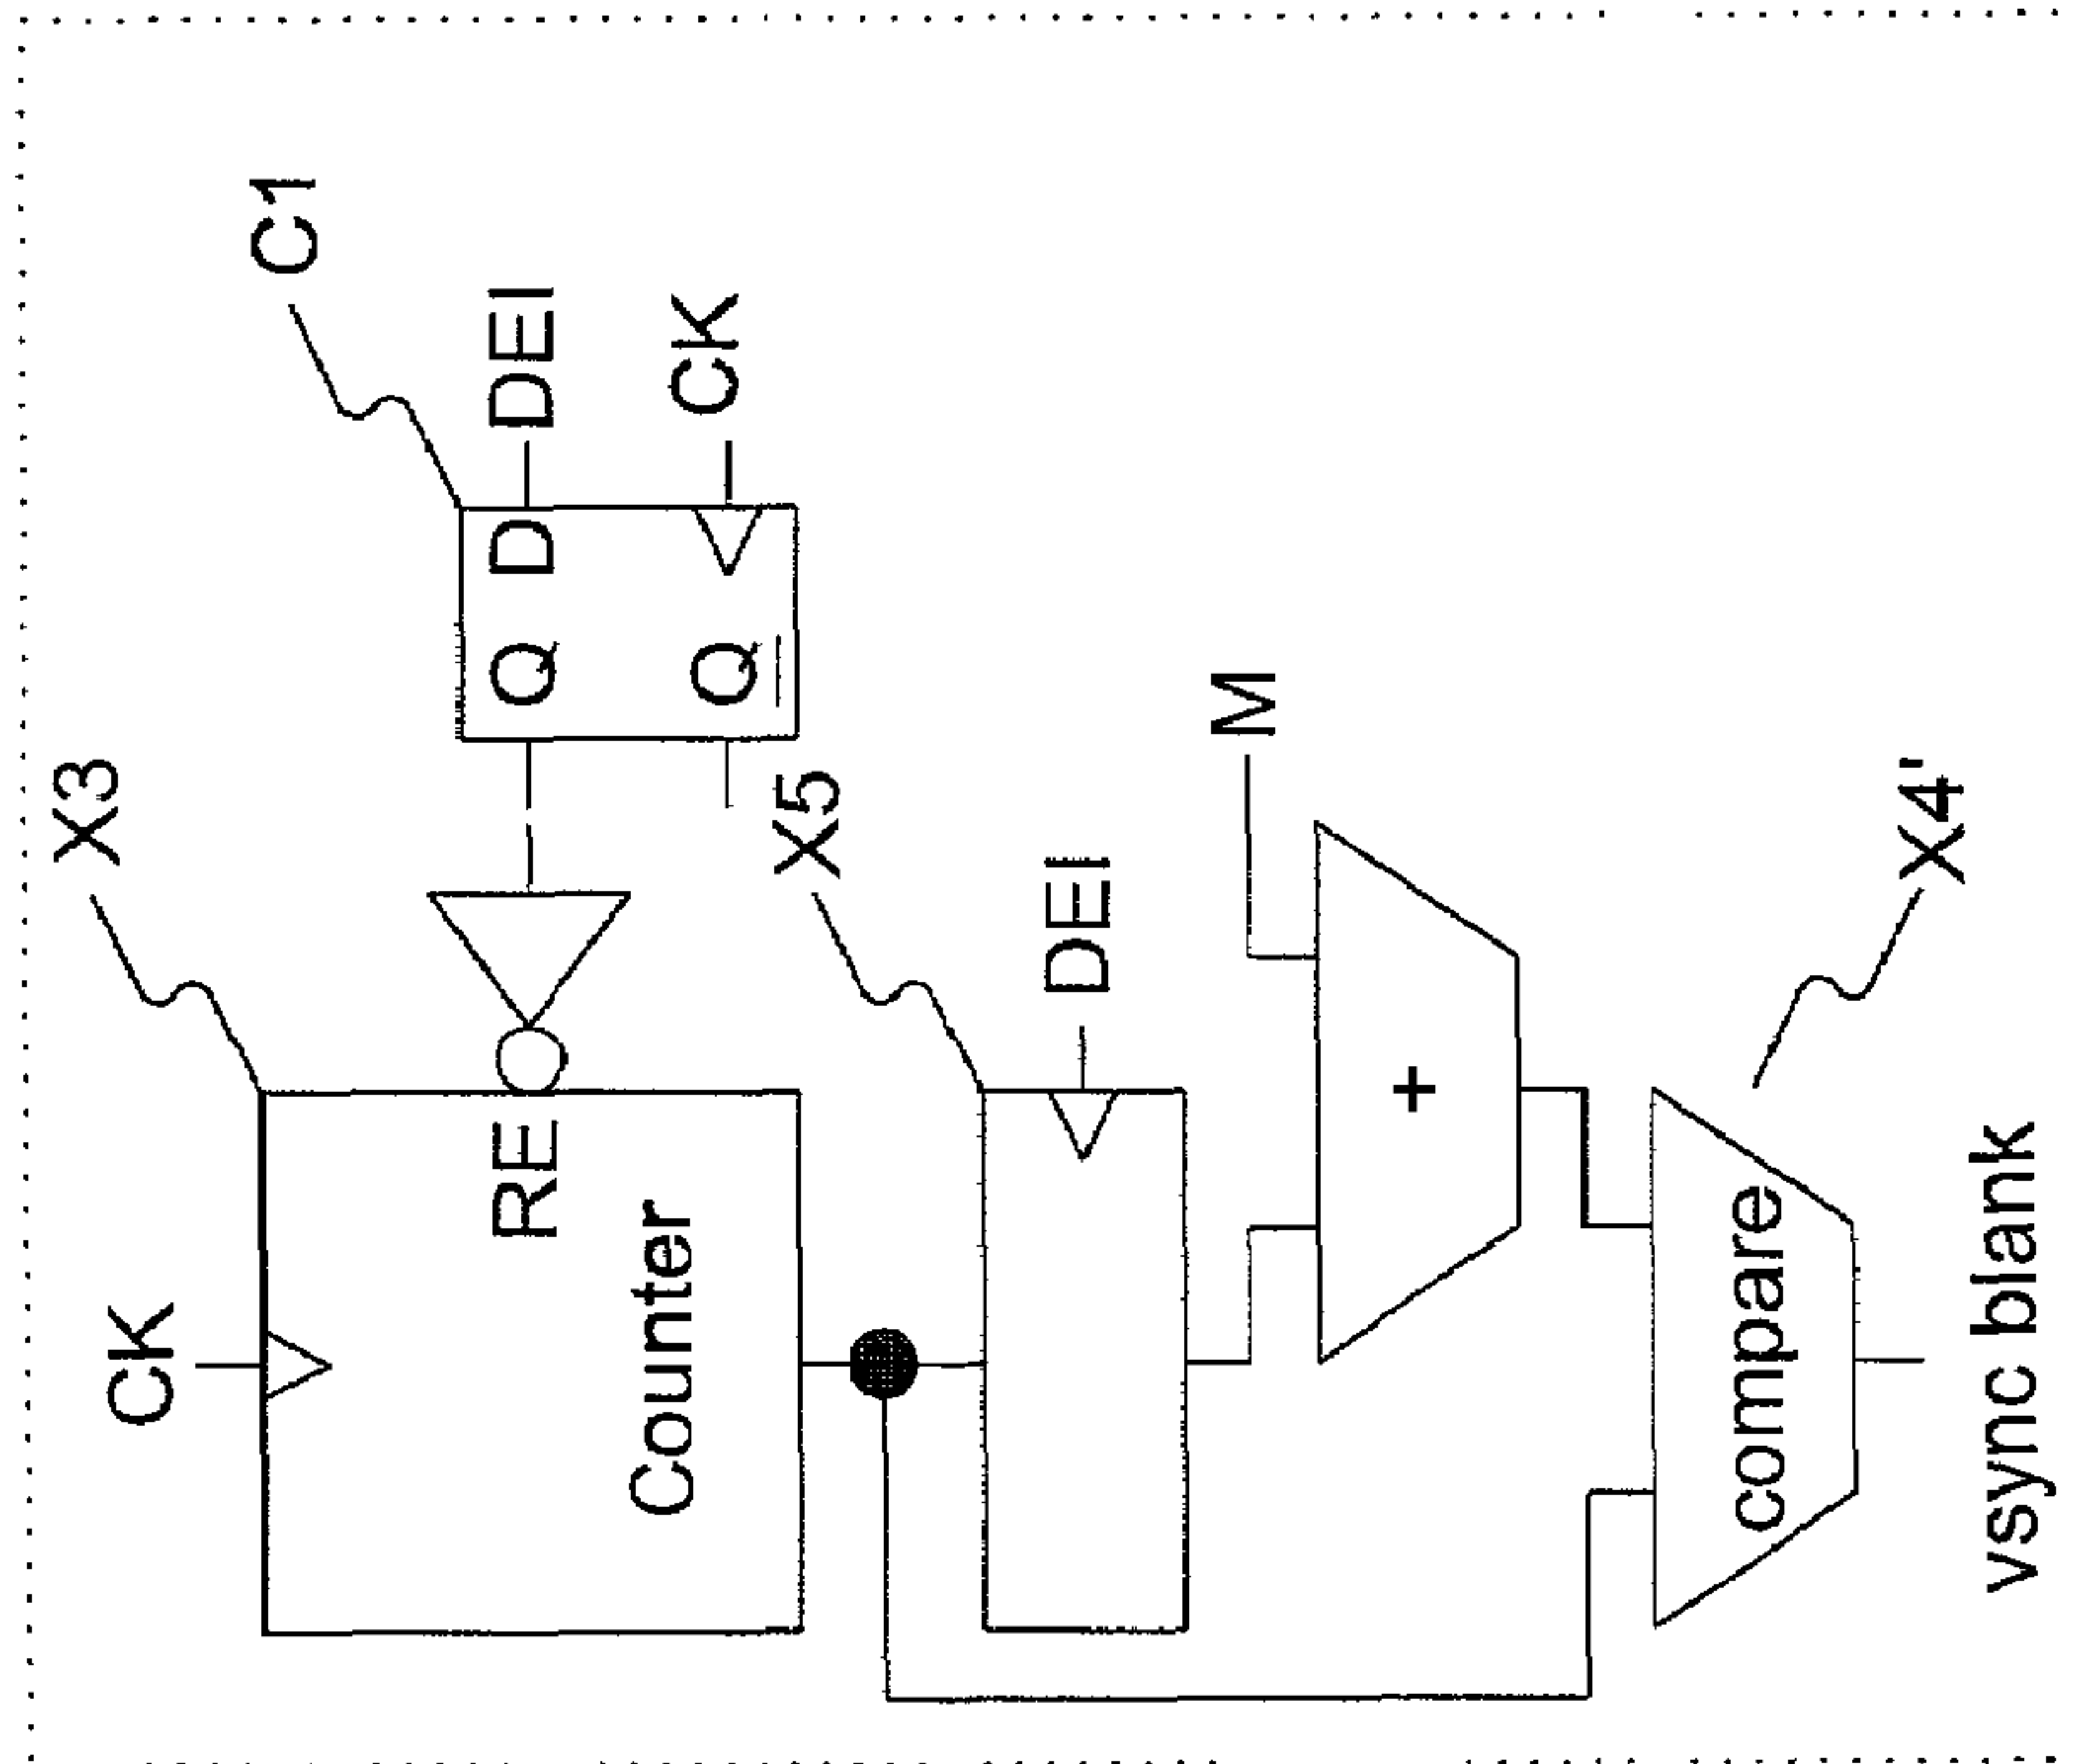 X3
C1
CK
RE
Q
D
DEI
Q
CK
Counter
X5
DEI
M
+
compare
X4'
vsync blank